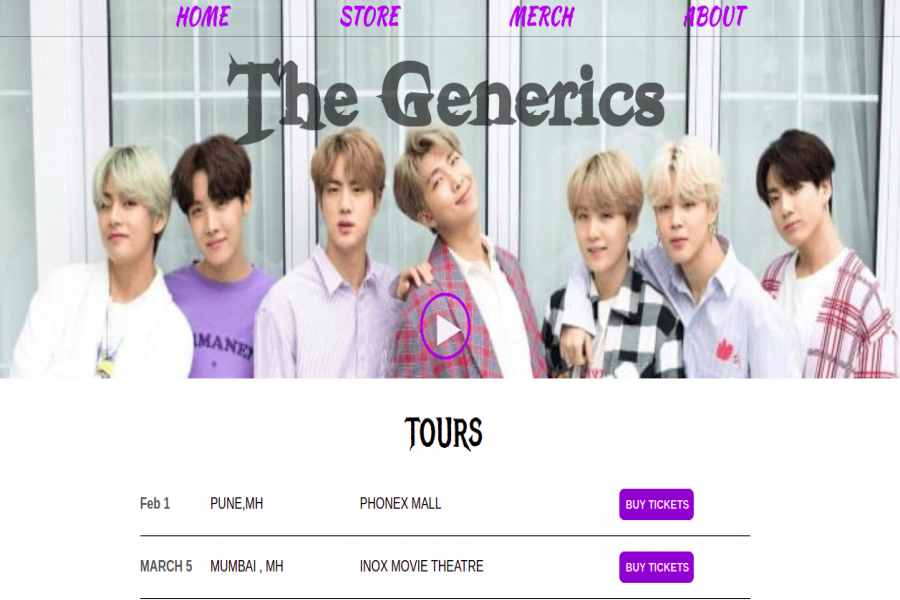 HOME STORE MERCH ABOUT
The Generics
TOURS
Feb 1 PUNE,MH PHONEX MALL BUY TICKETS
MARCH 5 MUMBAI , MH INOX MOVIE THEATRE BUY TICKETS